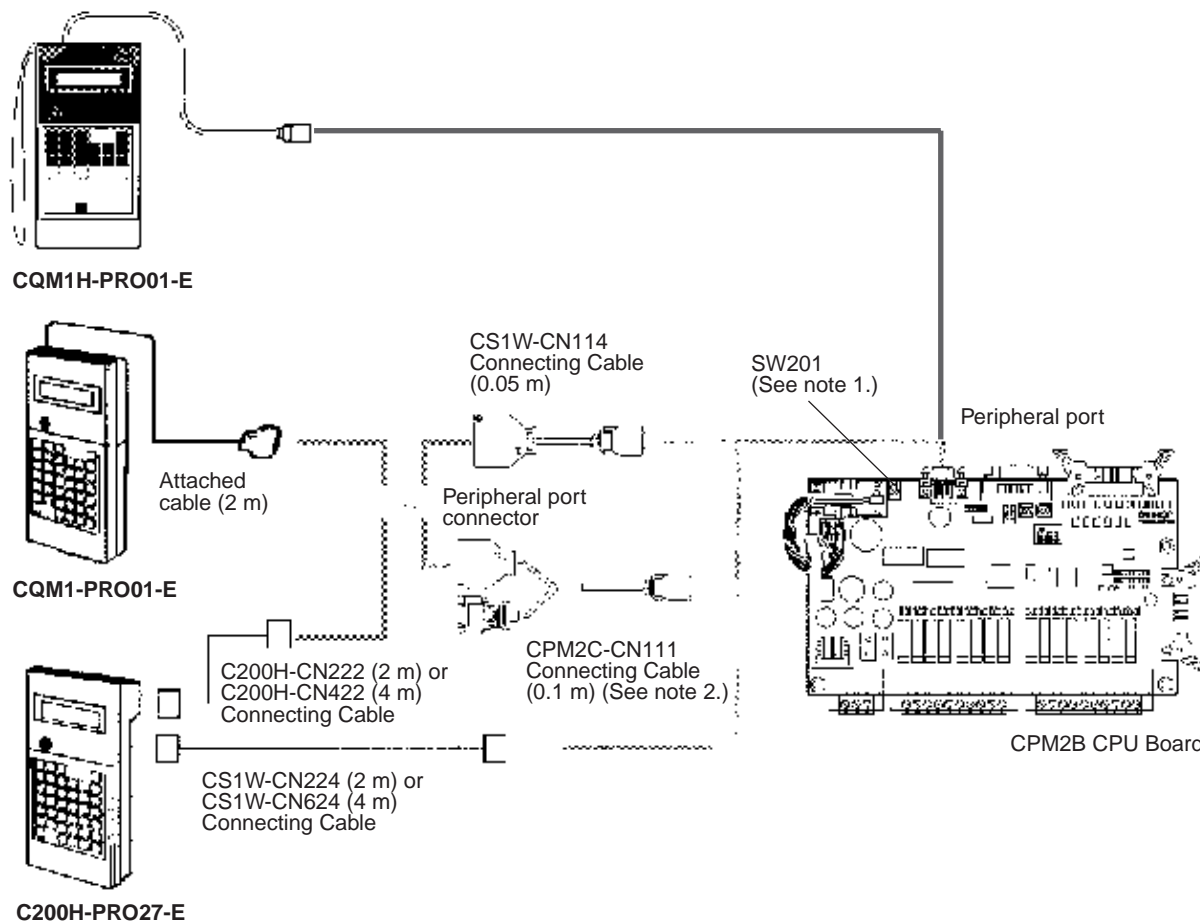 CQM1H-PRO01-E
CS1W-CN114
Connecting Cable
(0.05 m)
SW201
(See note 1.)
Peripheral port
Attached
cable (2 m)
Peripheral port
connector
CQM1-PRO01-E
C200H-CN222 (2 m) or
C200H-CN422 (4 m)
Connecting Cable
CPM2C-CN111
Connecting Cable
(0.1 m) (See note 2.)
CPM2B CPU Board
CS1W-CN224 (2 m) or
CS1W-CN624 (4 m)
Connecting Cable
C200H-PRO27-E